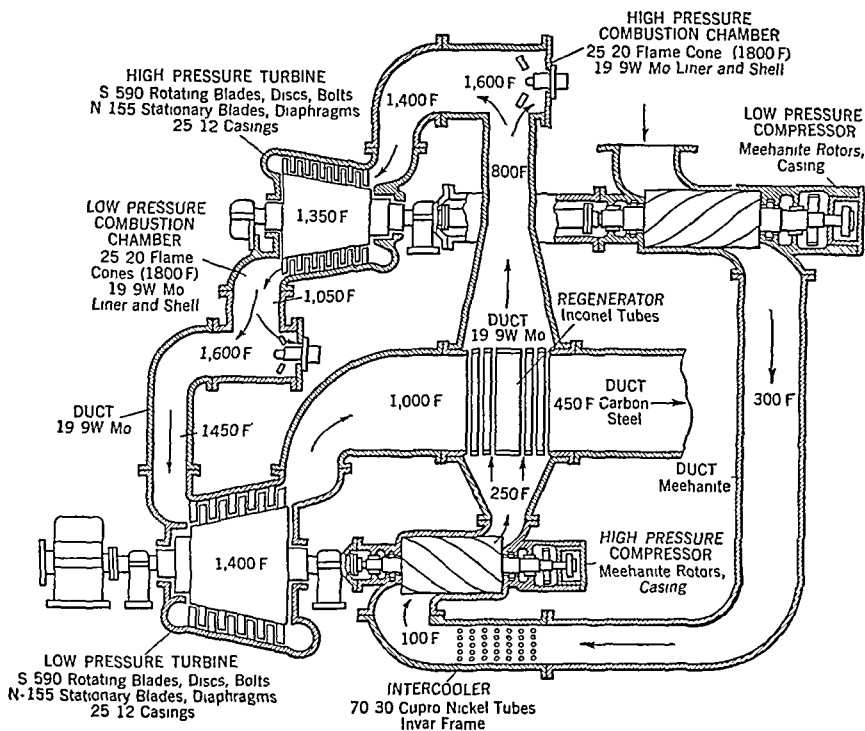 HIGH PRESSURE
COMBUSTION CHAMBER
25 20 Flame Cone (1800 F)
19 9W Mo Liner and Shell
HIGH PRESSURE TURBINE
S 590 Rotating Blades, Discs, Bolts
N 155 Stationary Blades, Diaphragms
25 12 Casings
1,600 F
1,400 F
LOW PRESSURE
COMPRESSOR
Meehanite Rotors,
Casing
800F
LOW PRESSURE
COMBUSTION
CHAMBER
25 20 Flame
Cones (1800 F)
19 9W Mo
Liner and Shell
1,350 F
1,050 F
REGENERATOR
Inconel Tubes
DUCT
19 9W Mo
1,600 F
DUCT
19 9W Mo
1,000 F
450 F
DUCT
Carbon
Steel
300 F
1450 F
DUCT
Meehanite
250 F
1,400 F
HIGH PRESSURE
COMPRESSOR
Meehanite Rotors,
Casing
100 F
LOW PRESSURE TURBINE
S 590 Rotating Blades, Discs, Bolts
N-155 Stationary Blades, Diaphragms
25 12 Casings
INTERCOOLER
70 30 Cupro Nickel Tubes
Invar Frame